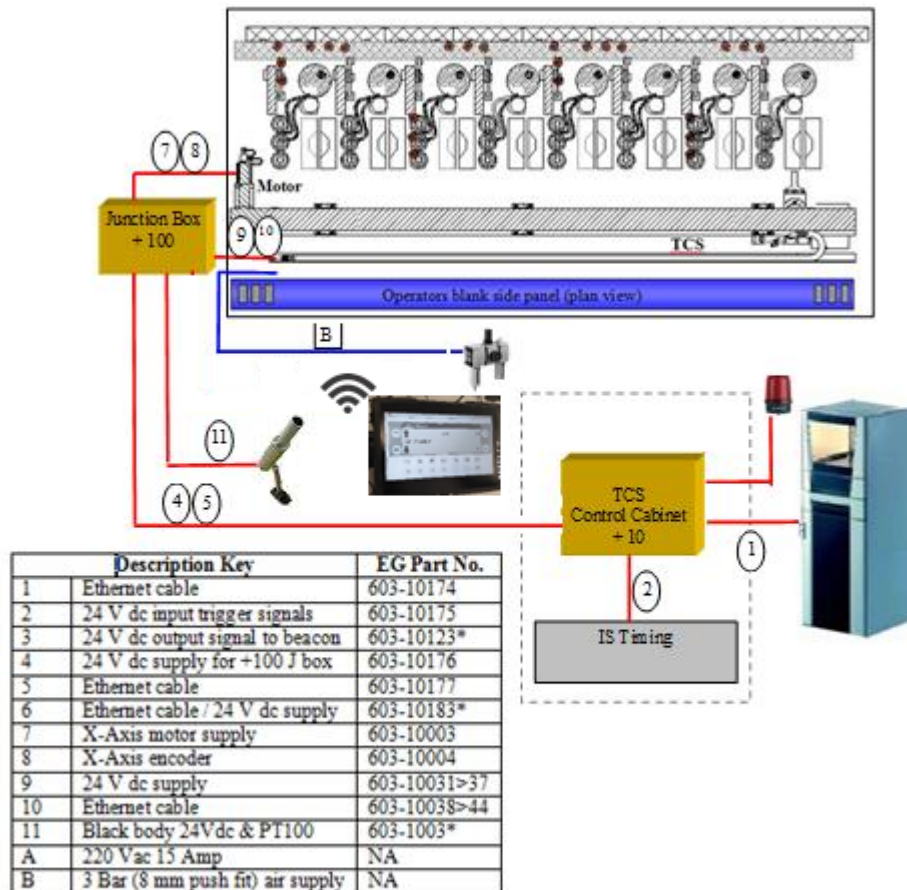 7 8
Motor
Junction Box
+ 100
9 10
TCS
Operators blank side panel (plan view)
B
11
4 5
TCS
Control Cabinet
+ 10
1
2
IS Timing
Description Key EG Part No.
1 Ethernet cable 603-10174
2 24 V dc input trigger signals 603-10175
3 24 V dc output signal to beacon 603-10123*
4 24 V dc supply for +100 J box 603-10176
5 Ethernet cable 603-10177
6 Ethernet cable / 24 V dc supply 603-10183*
7 X-Axis motor supply 603-10003
8 X-Axis encoder 603-10004
9 24 V dc supply 603-10031>37
10 Ethernet cable 603-10038>44
11 Black body 24Vdc & PT100 603-1003*
A 220 Vac 15 Amp NA
B 3 Bar (8 mm push fit) air supply NA